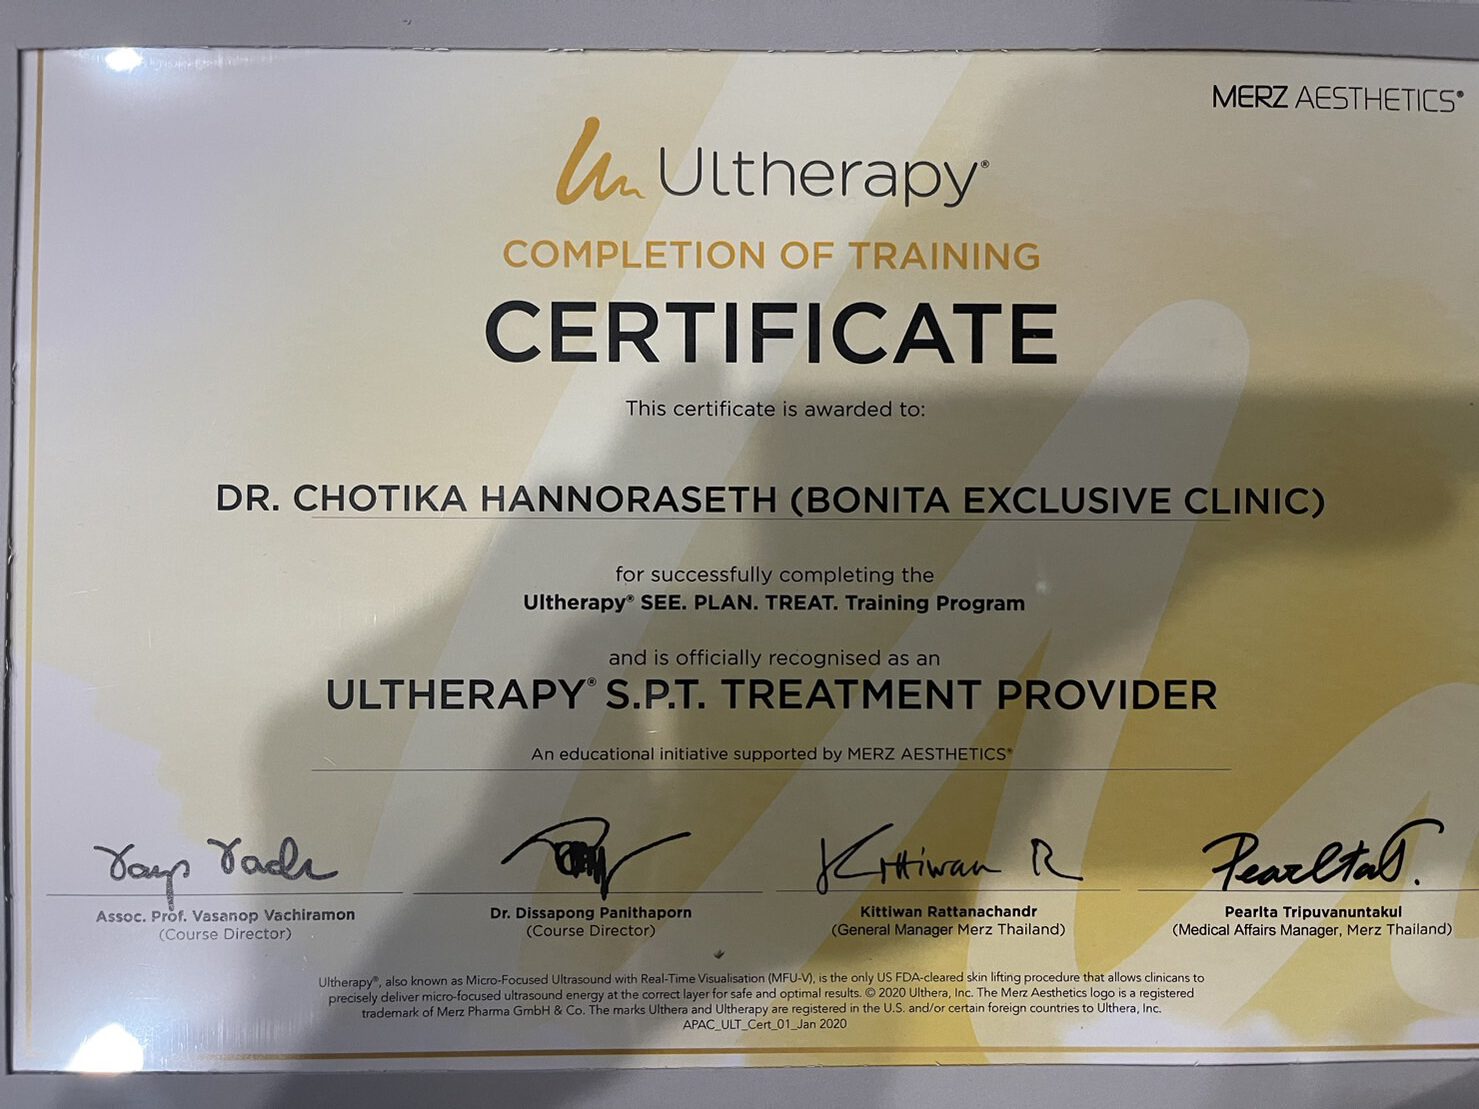 MERZ AESTHETICS®
Ultherapy®
COMPLETION OF TRAINING
CERTIFICATE
This certificate is awarded to:
DR. CHOTIKA HANNORASETH (BONITA EXCLUSIVE CLINIC)
for successfully completing the
Ultherapy® SEE. PLAN. TREAT. Training Program
and is officially recognised as an
ULTHERAPY® S.P.T. TREATMENT PROVIDER
An educational initiative supported by MERZ AESTHETICS®
Kittiwan R
Assoc. Prof. Vasanop Vachiramon
(Course Director)
Dr. Dissapong Panithaporn
(Course Director)
Kittiwan Rattanachandr
(General Manager Merz Thailand)
Pearlta Tripuvanuntakul
(Medical Affairs Manager, Merz Thailand)
Ultherapy®, also known as Micro-Focused Ultrasound with Real-Time Visualisation (MFU-V), is the only US FDA-cleared skin lifting procedure that allows clinicans to
precisely deliver micro-focused ultrasound energy at the correct layer for safe and optimal results. © 2020 Ulthera, Inc. The Merz Aesthetics logo is a registered
trademark of Merz Pharma GmbH & Co. The marks Ulthera and Ultherapy are registered in the U.S. and/or certain foreign countries to Ulthera, Inc.
APAC_ULT_Cert_01_Jan 2020